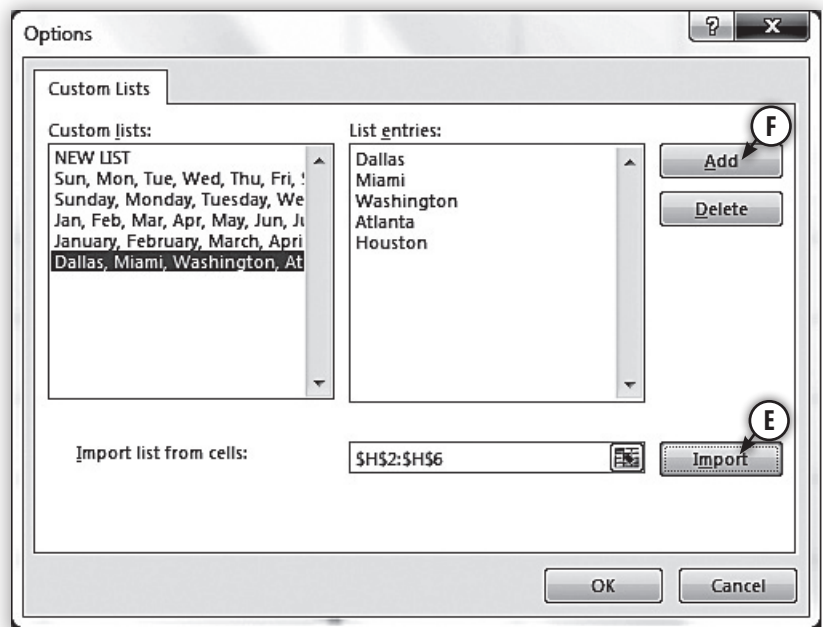 Options
?
X
Custom Lists
Custom lists:
List entries:
NEW LIST
Sun, Mon, Tue, Wed, Thu, Fri,
Sunday, Monday, Tuesday, We
Jan, Feb, Mar, Apr, May, Jun, Ju
January, February, March, Apri
Dallas, Miami, Washington, At
Dallas
Miami
Washington
Atlanta
Houston
F
Add
Delete
E
Import list from cells:
$H$2:$H$6
Import
OK
Cancel